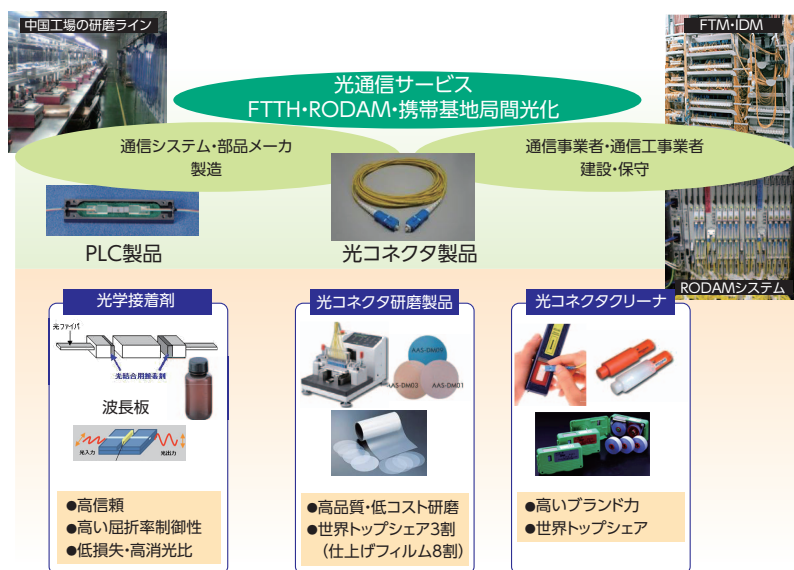 中国工場の研磨ライン
FTM・IDM
光通信サービス
FTTH・RODAM・携帯基地局間光化
通信システム・部品メーカ
製造
通信事業者・通信工事業者
建設・保守
PLC製品
光コネクタ製品
RODAMシステム
光学接着剤
光ファイバ
光結合用接着剤
波長板
光入力
光出力
●高信頼
●高い屈折率制御性
●低損失・高消光比
光コネクタ研磨製品
AAS-DM09
AAS-DM03
AAS-DM01
●高品質・低コスト研磨
●世界トップシェア3割
(仕上げフィルム8割)
光コネクタクリーナ
●高いブランド力
●世界トップシェア